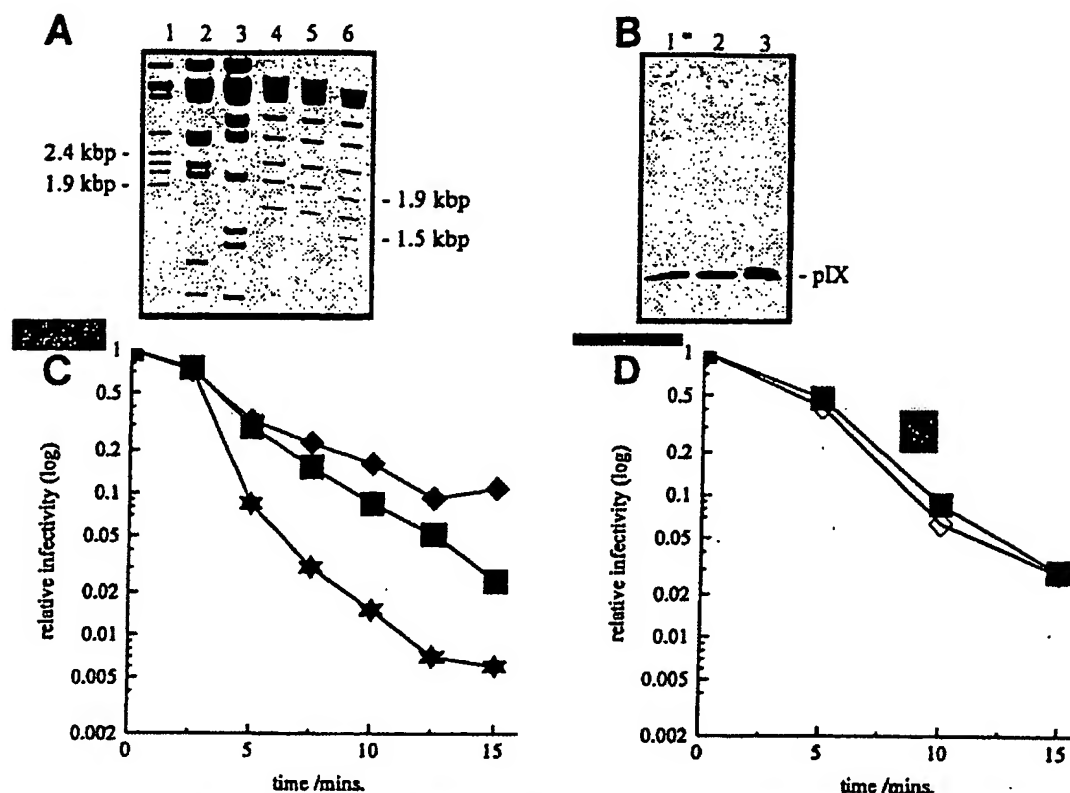 A
1 2 3 4 5 6
2.4 kbp -
1.9 kbp -
- 1.9 kbp
- 1.5 kbp
B
1 2 3
- pIX
C
relative infectivity (log)
1
0.5
0.2
0.1
0.05
0.02
0.01
0.005
0.002
0 5 10 15
time /mins.
D
relative infectivity (log)
1
0.5
0.2
0.1
0.05
0.02
0.01
0.005
0.002
0 5 10 15
time /mins.